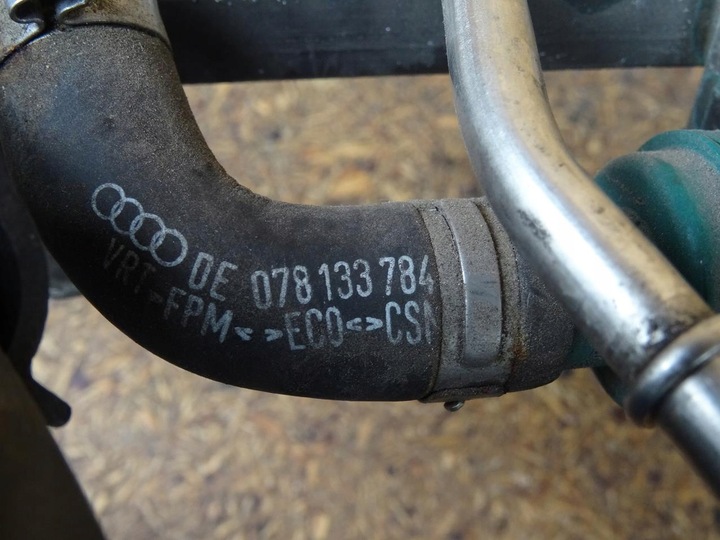 DE 078 133 784
VRT >FPM< >ECO<>CSM